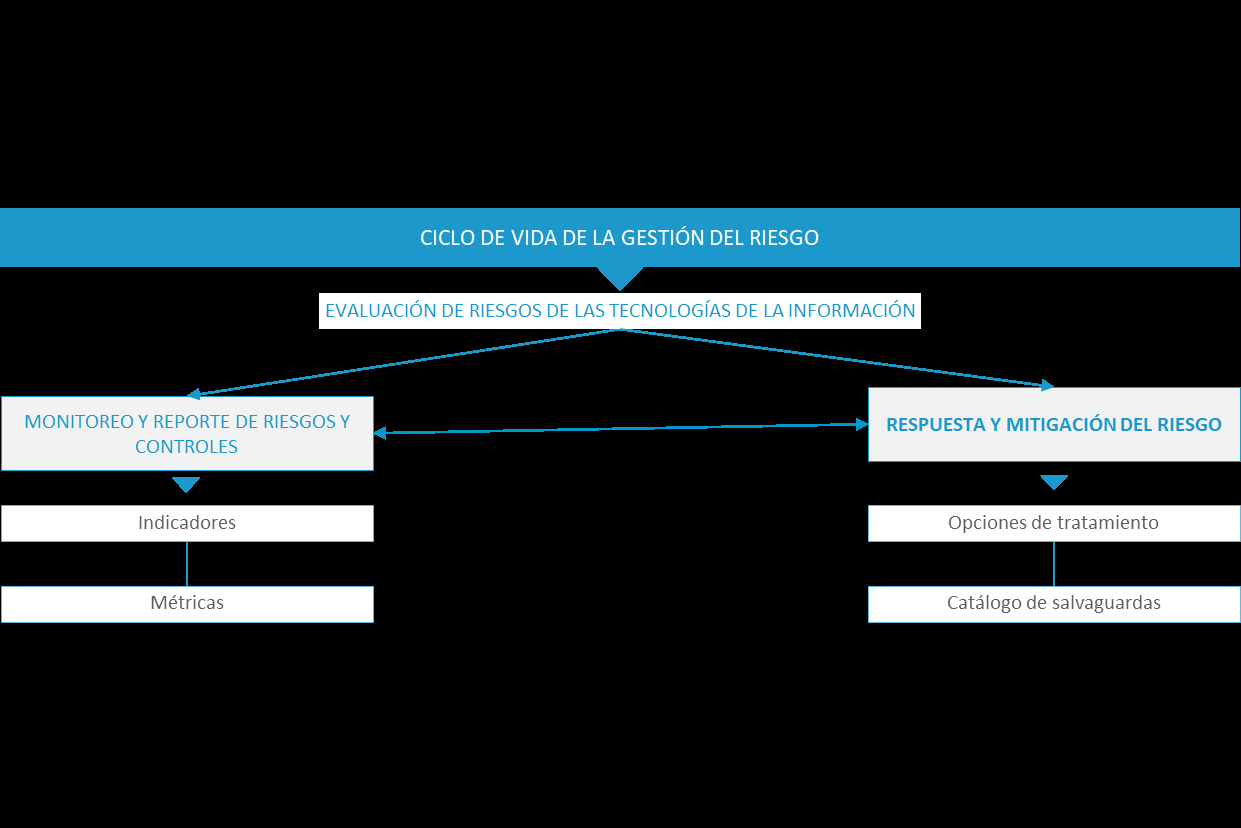 CICLO DE VIDA DE LA GESTIÓN DEL RIESGO
EVALUACIÓN DE RIESGOS DE LAS TECNOLOGÍAS DE LA INFORMACIÓN
MONITOREO Y REPORTE DE RIESGOS Y
CONTROLES
RESPUESTA Y MITIGACIÓN DEL RIESGO
Indicadores
Opciones de tratamiento
Métricas
Catálogo de salvaguardas